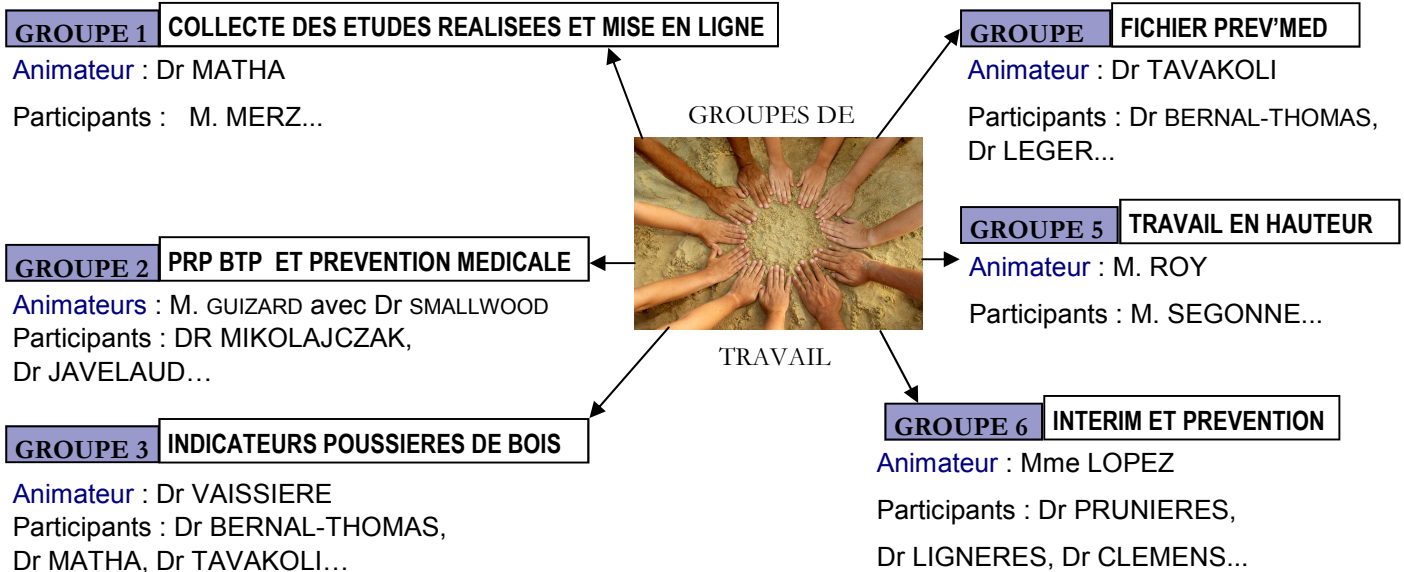 GROUPE 1 COLLECTE DES ETUDES REALISEES ET MISE EN LIGNE
Animateur : Dr MATHA
Participants : M. MERZ...
GROUPE 2 PRP BTP ET PREVENTION MEDICALE
Animateurs : M. GUIZARD avec Dr SMALLWOOD
Participants : DR MIKOLAJCZAK,
Dr JAVELAUD…
GROUPE 3 INDICATEURS POUSSIERES DE BOIS
Animateur : Dr VAISSIERE
Participants : Dr BERNAL-THOMAS,
Dr MATHA, Dr TAVAKOLI…
GROUPES DE
TRAVAIL
GROUPE FICHIER PREV’MED
Animateur : Dr TAVAKOLI
Participants : Dr BERNAL-THOMAS,
Dr LEGER...
GROUPE 5 TRAVAIL EN HAUTEUR
Animateur : M. ROY
Participants : M. SEGONNE...
GROUPE 6 INTERIM ET PREVENTION
Animateur : Mme LOPEZ
Participants : Dr PRUNIERES,
Dr LIGNERES, Dr CLEMENS...